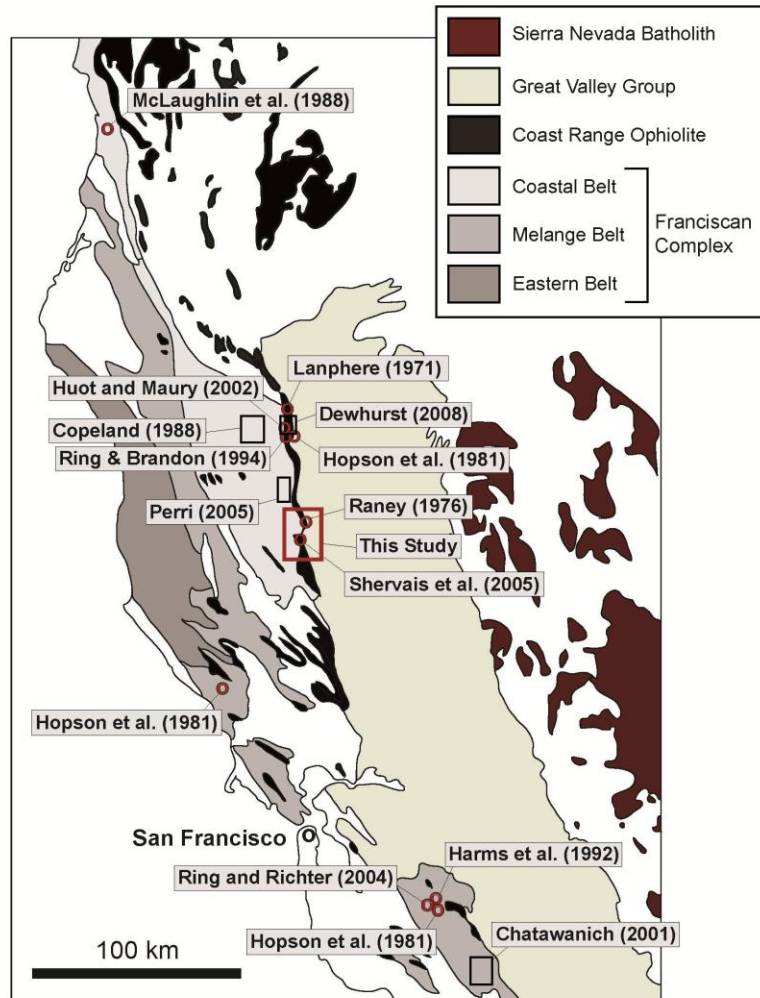 Sierra Nevada Batholith
Great Valley Group
Coast Range Ophiolite
Coastal Belt
Melange Belt
Eastern Belt
Franciscan
Complex
McLaughlin et al. (1988)
Lanphere (1971)
Huot and Maury (2002)
Dewhurst (2008)
Copeland (1988)
Ring & Brandon (1994)
Hopson et al. (1981)
Perri (2005)
Raney (1976)
This Study
Shervais et al. (2005)
Hopson et al. (1981)
San Francisco
Harms et al. (1992)
Ring and Richter (2004)
Hopson et al. (1981)
Chatawanich (2001)
100 km